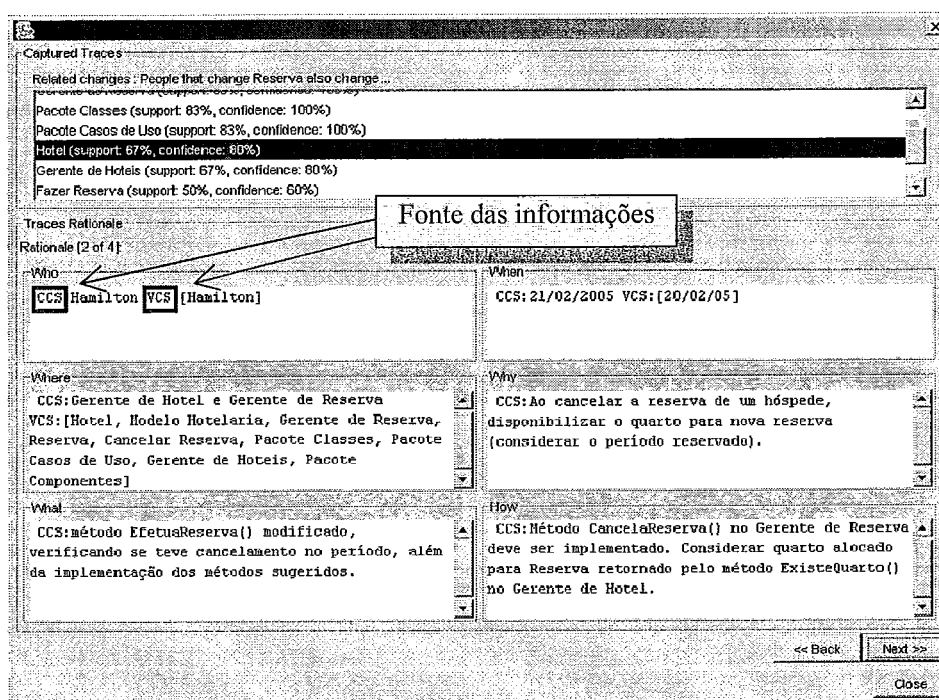 Captured Traces
Related changes : People that change Reserva also change ...
Pacote Classes (support: 83%, confidence: 100%)
Pacote Casos de Uso (support: 83%, confidence: 100%)
Hotel (support: 67%, confidence: 80%)
Gerente de Hoteis (support: 67%, confidence: 80%)
Fazer Reserva (support: 50%, confidence: 60%)
Fonte das informações
Traces Rationale
Rationale (2 of 4):
Who
CCS Hamilton VCS [Hamilton]
When
CCS:21/02/2005 VCS:[20/02/05]
Where
CCS:Gerente de Hotel e Gerente de Reserva
VCS:[Hotel, Modelo Hotelaria, Gerente de Reserva,
Reserva, Cancelar Reserva, Pacote Classes, Pacote
Casos de Uso, Gerente de Hoteis, Pacote
Componentes]
Why
CCS:Ao cancelar a reserva de um hóspede,
disponibilizar o quarto para nova reserva
(considerar o período reservado).
What
CCS:método EfetuaReserva() modificado,
verificando se teve cancelamento no período, além
da implementação dos métodos sugeridos.
How
CCS:Método CancelaReserva() no Gerente de Reserva
deve ser implementado. Considerar quarto alocado
para Reserva retornado pelo método ExisteQuarto()
no Gerente de Hotel.
<< Back
Next >>
Close